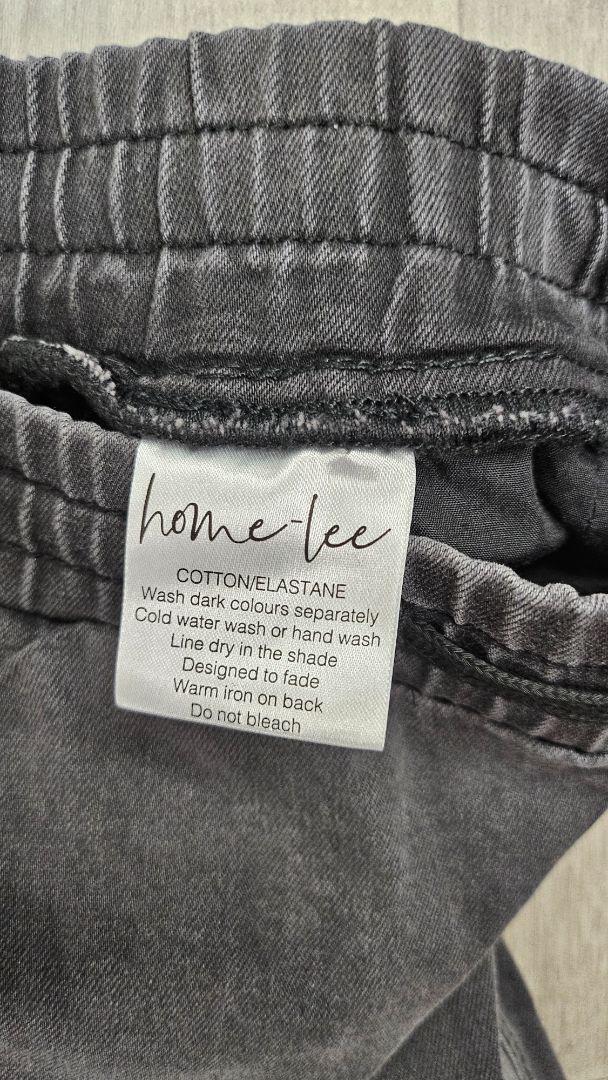 home-lee
COTTON/ELASTANE
Wash dark colours separately
Cold water wash or hand wash
Line dry in the shade
Designed to fade
Warm iron on back
Do not bleach